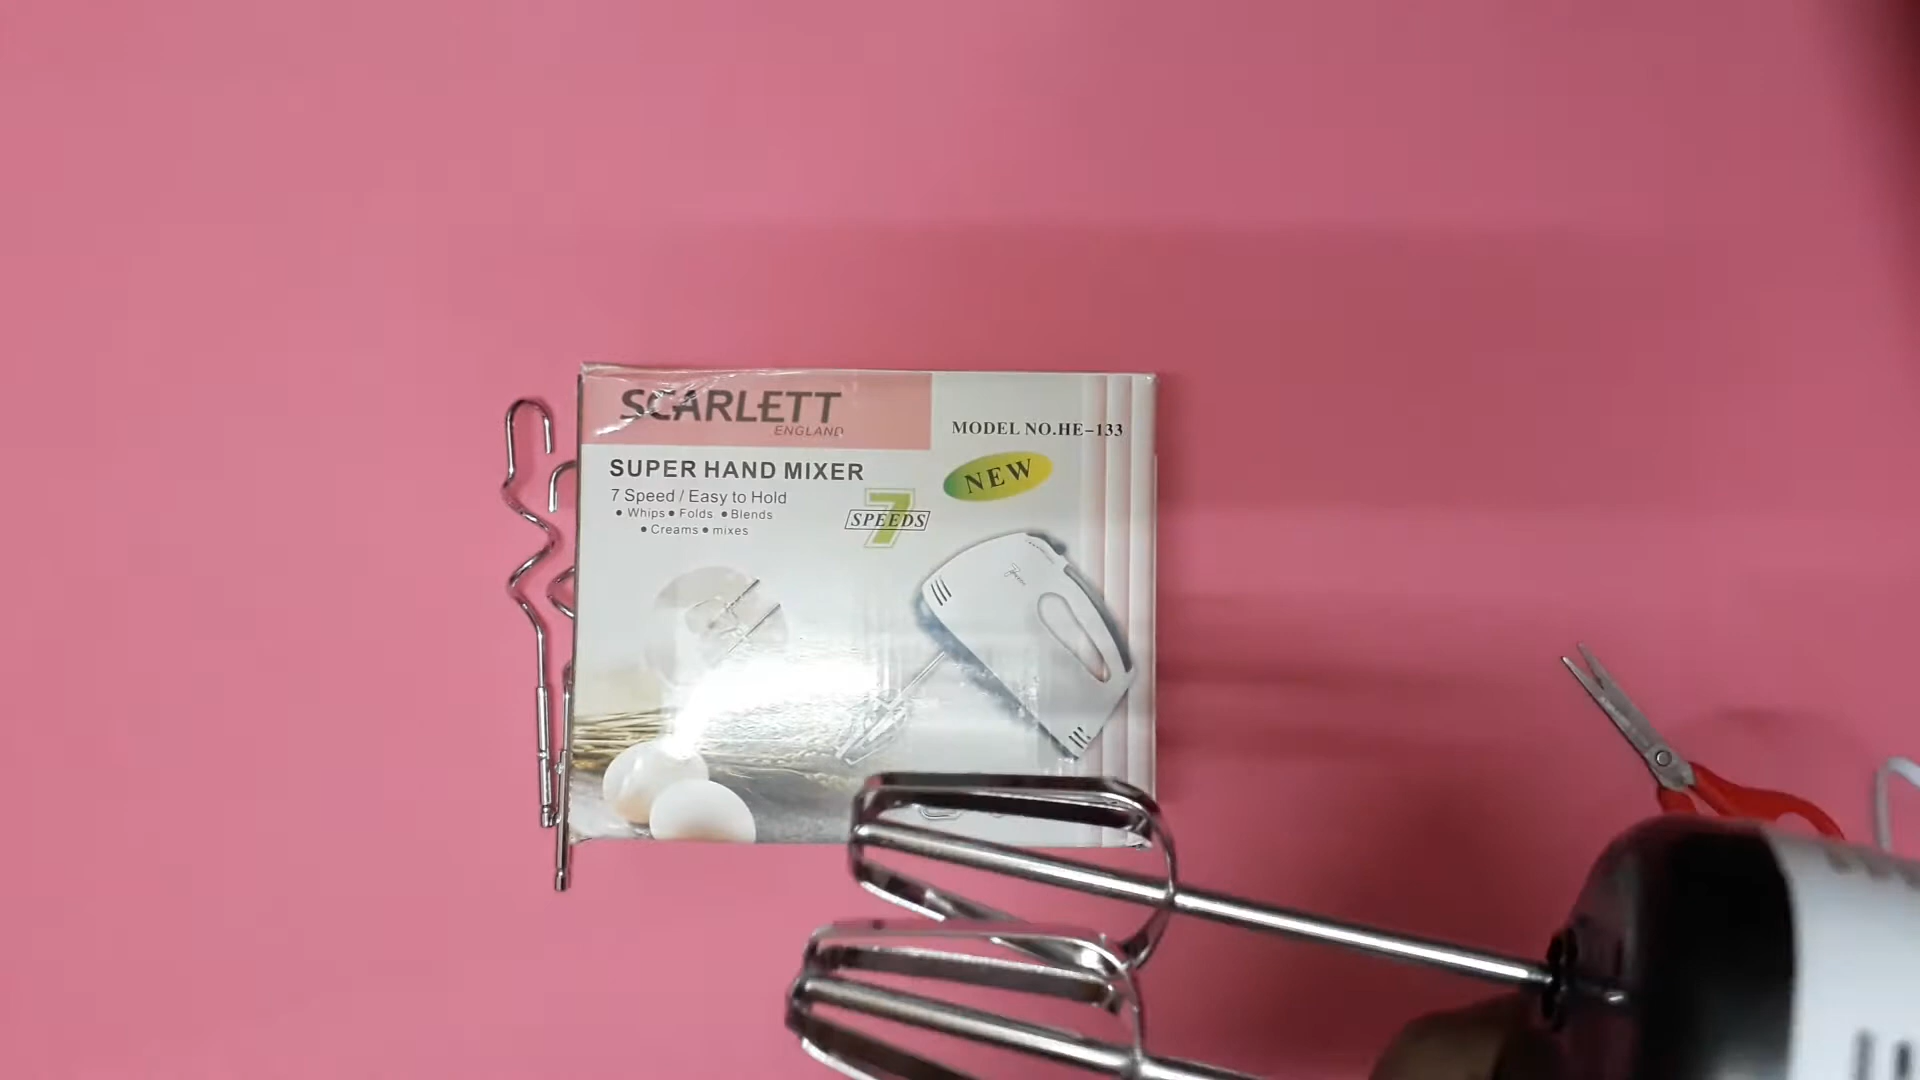 SCARLETT
ENGLAND
MODEL NO.HE-133
SUPER HAND MIXER
NEW
7 Speed / Easy to Hold
• Whips • Folds • Blends
• Creams • mixes
7
SPEEDS